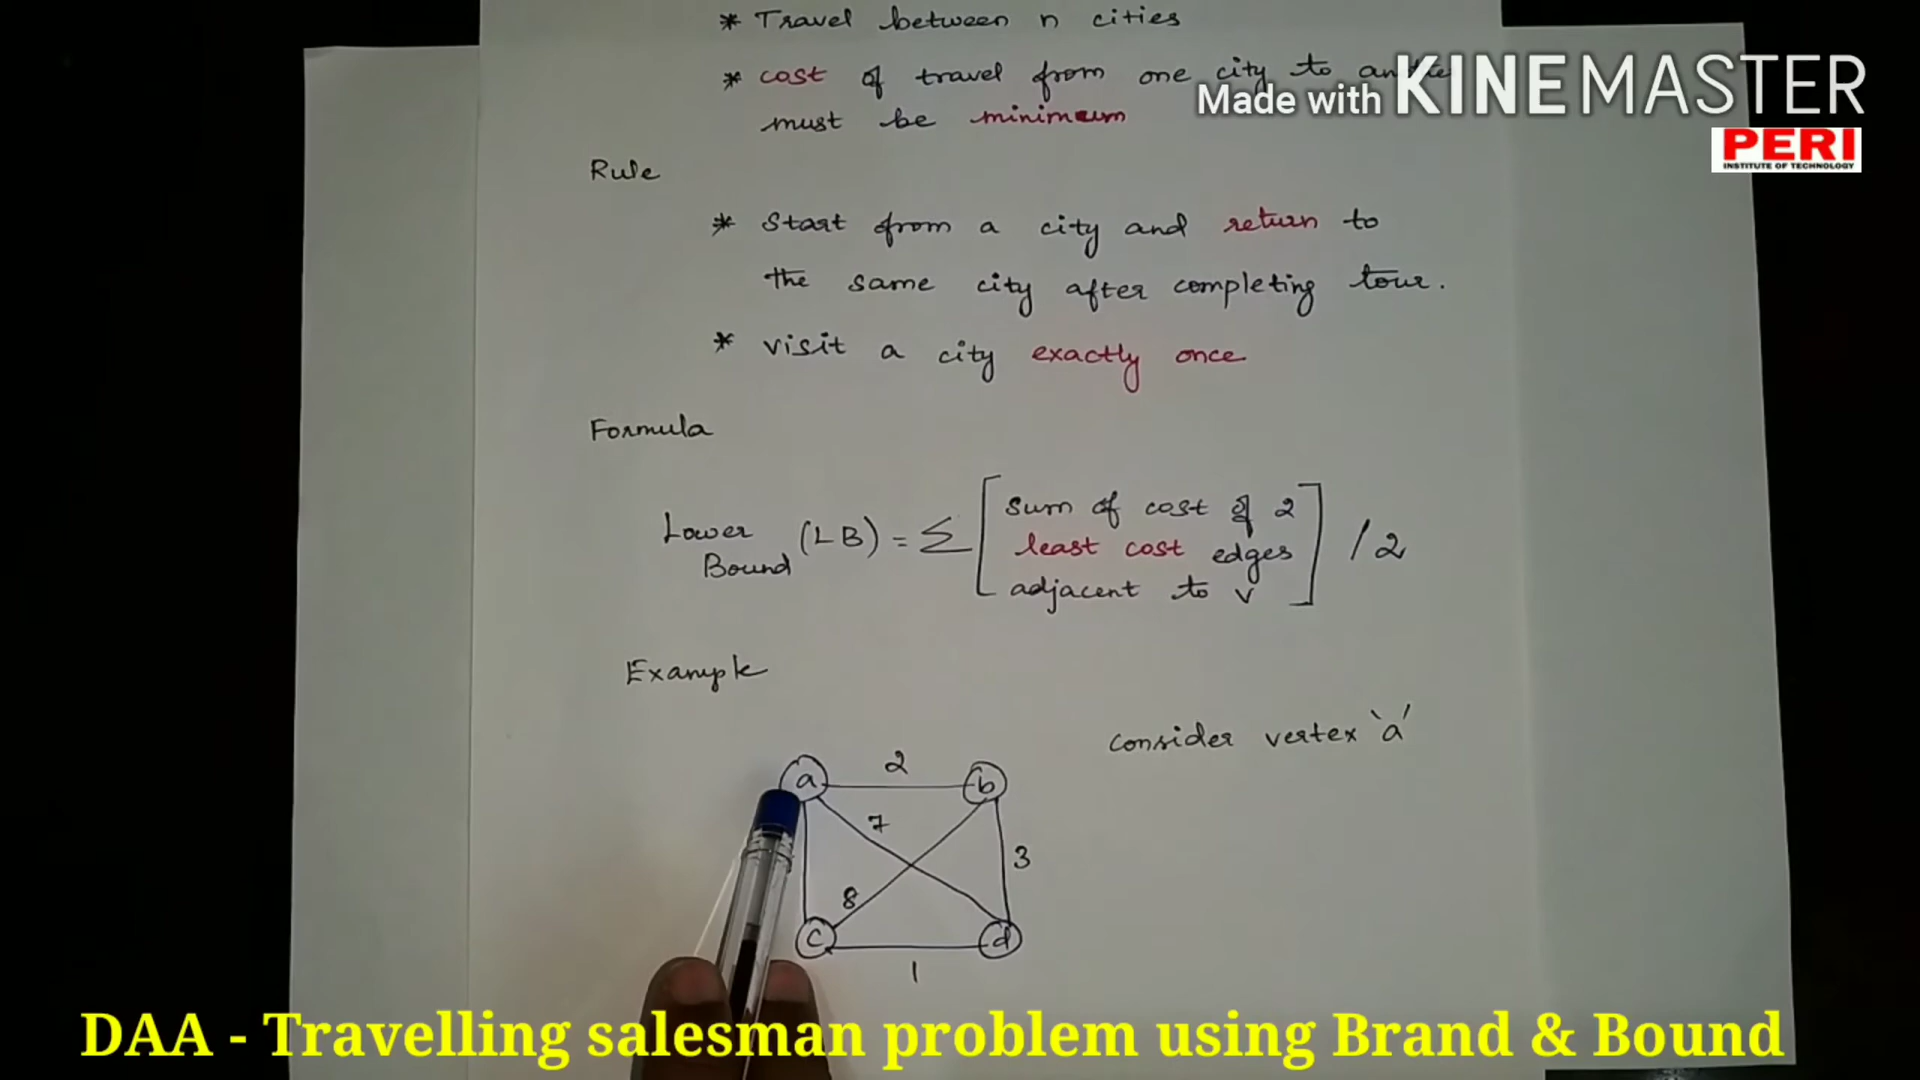 * Travel between n cities
* cost of travel from one city to
must be minimum
Made with KINEMASTER
PERI
INSTITUTE OF TECHNOLOGY
Rule
* Start from a city and return to
the same city after completing tour.
* visit a city exactly once
Formula
Lower Bound (LB) = Σ [ sum of cost of 2
least cost edges
adjacent to v ] / 2
Example
consider vertex `a'
a 2 b
7
3
8
c d
1
DAA - Travelling salesman problem using Brand & Bound